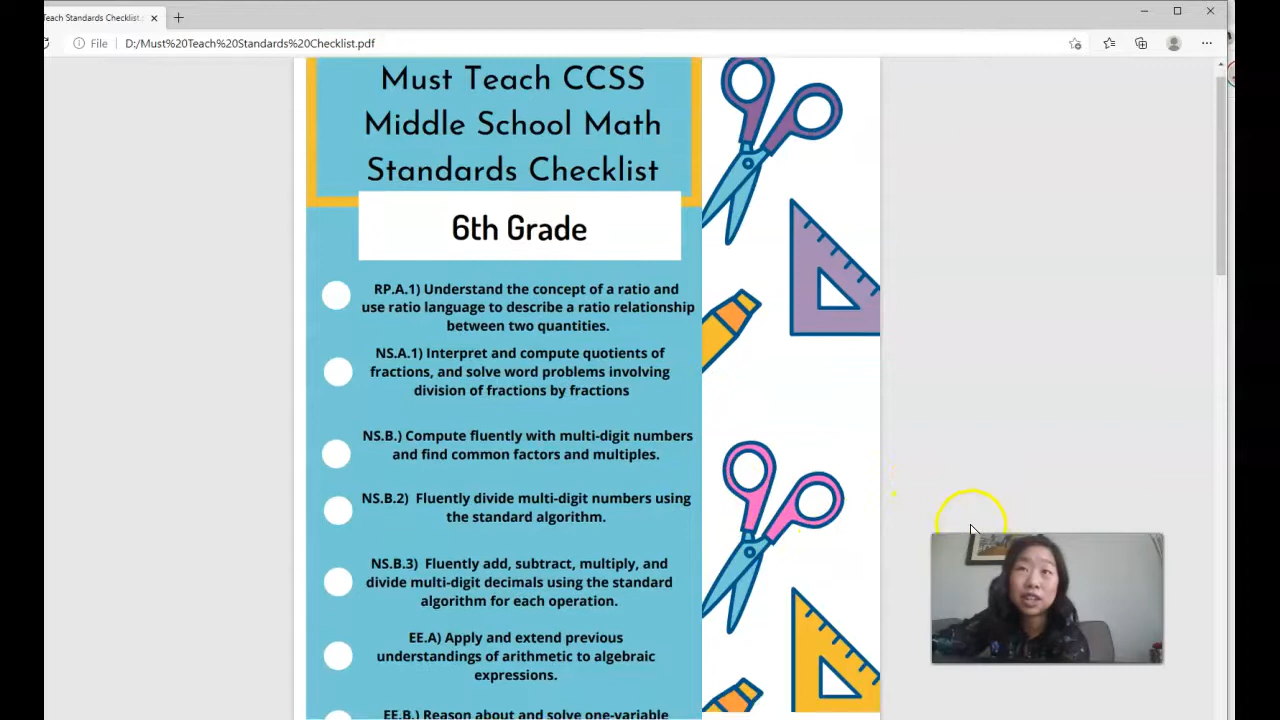 Teach Standards Checklist.
File
D:/Must%20Teach%20Standards%20Checklist.pdf
Must Teach CCSS
Middle School Math
Standards Checklist
6th Grade
RP.A.1) Understand the concept of a ratio and
use ratio language to describe a ratio relationship
between two quantities.
NS.A.1) Interpret and compute quotients of
fractions, and solve word problems involving
division of fractions by fractions
NS.B.) Compute fluently with multi-digit numbers
and find common factors and multiples.
NS.B.2) Fluently divide multi-digit numbers using
the standard algorithm.
NS.B.3) Fluently add, subtract, multiply, and
divide multi-digit decimals using the standard
algorithm for each operation.
EE.A) Apply and extend previous
understandings of arithmetic to algebraic
expressions.
EE.B.) Reason about and solve one-variable